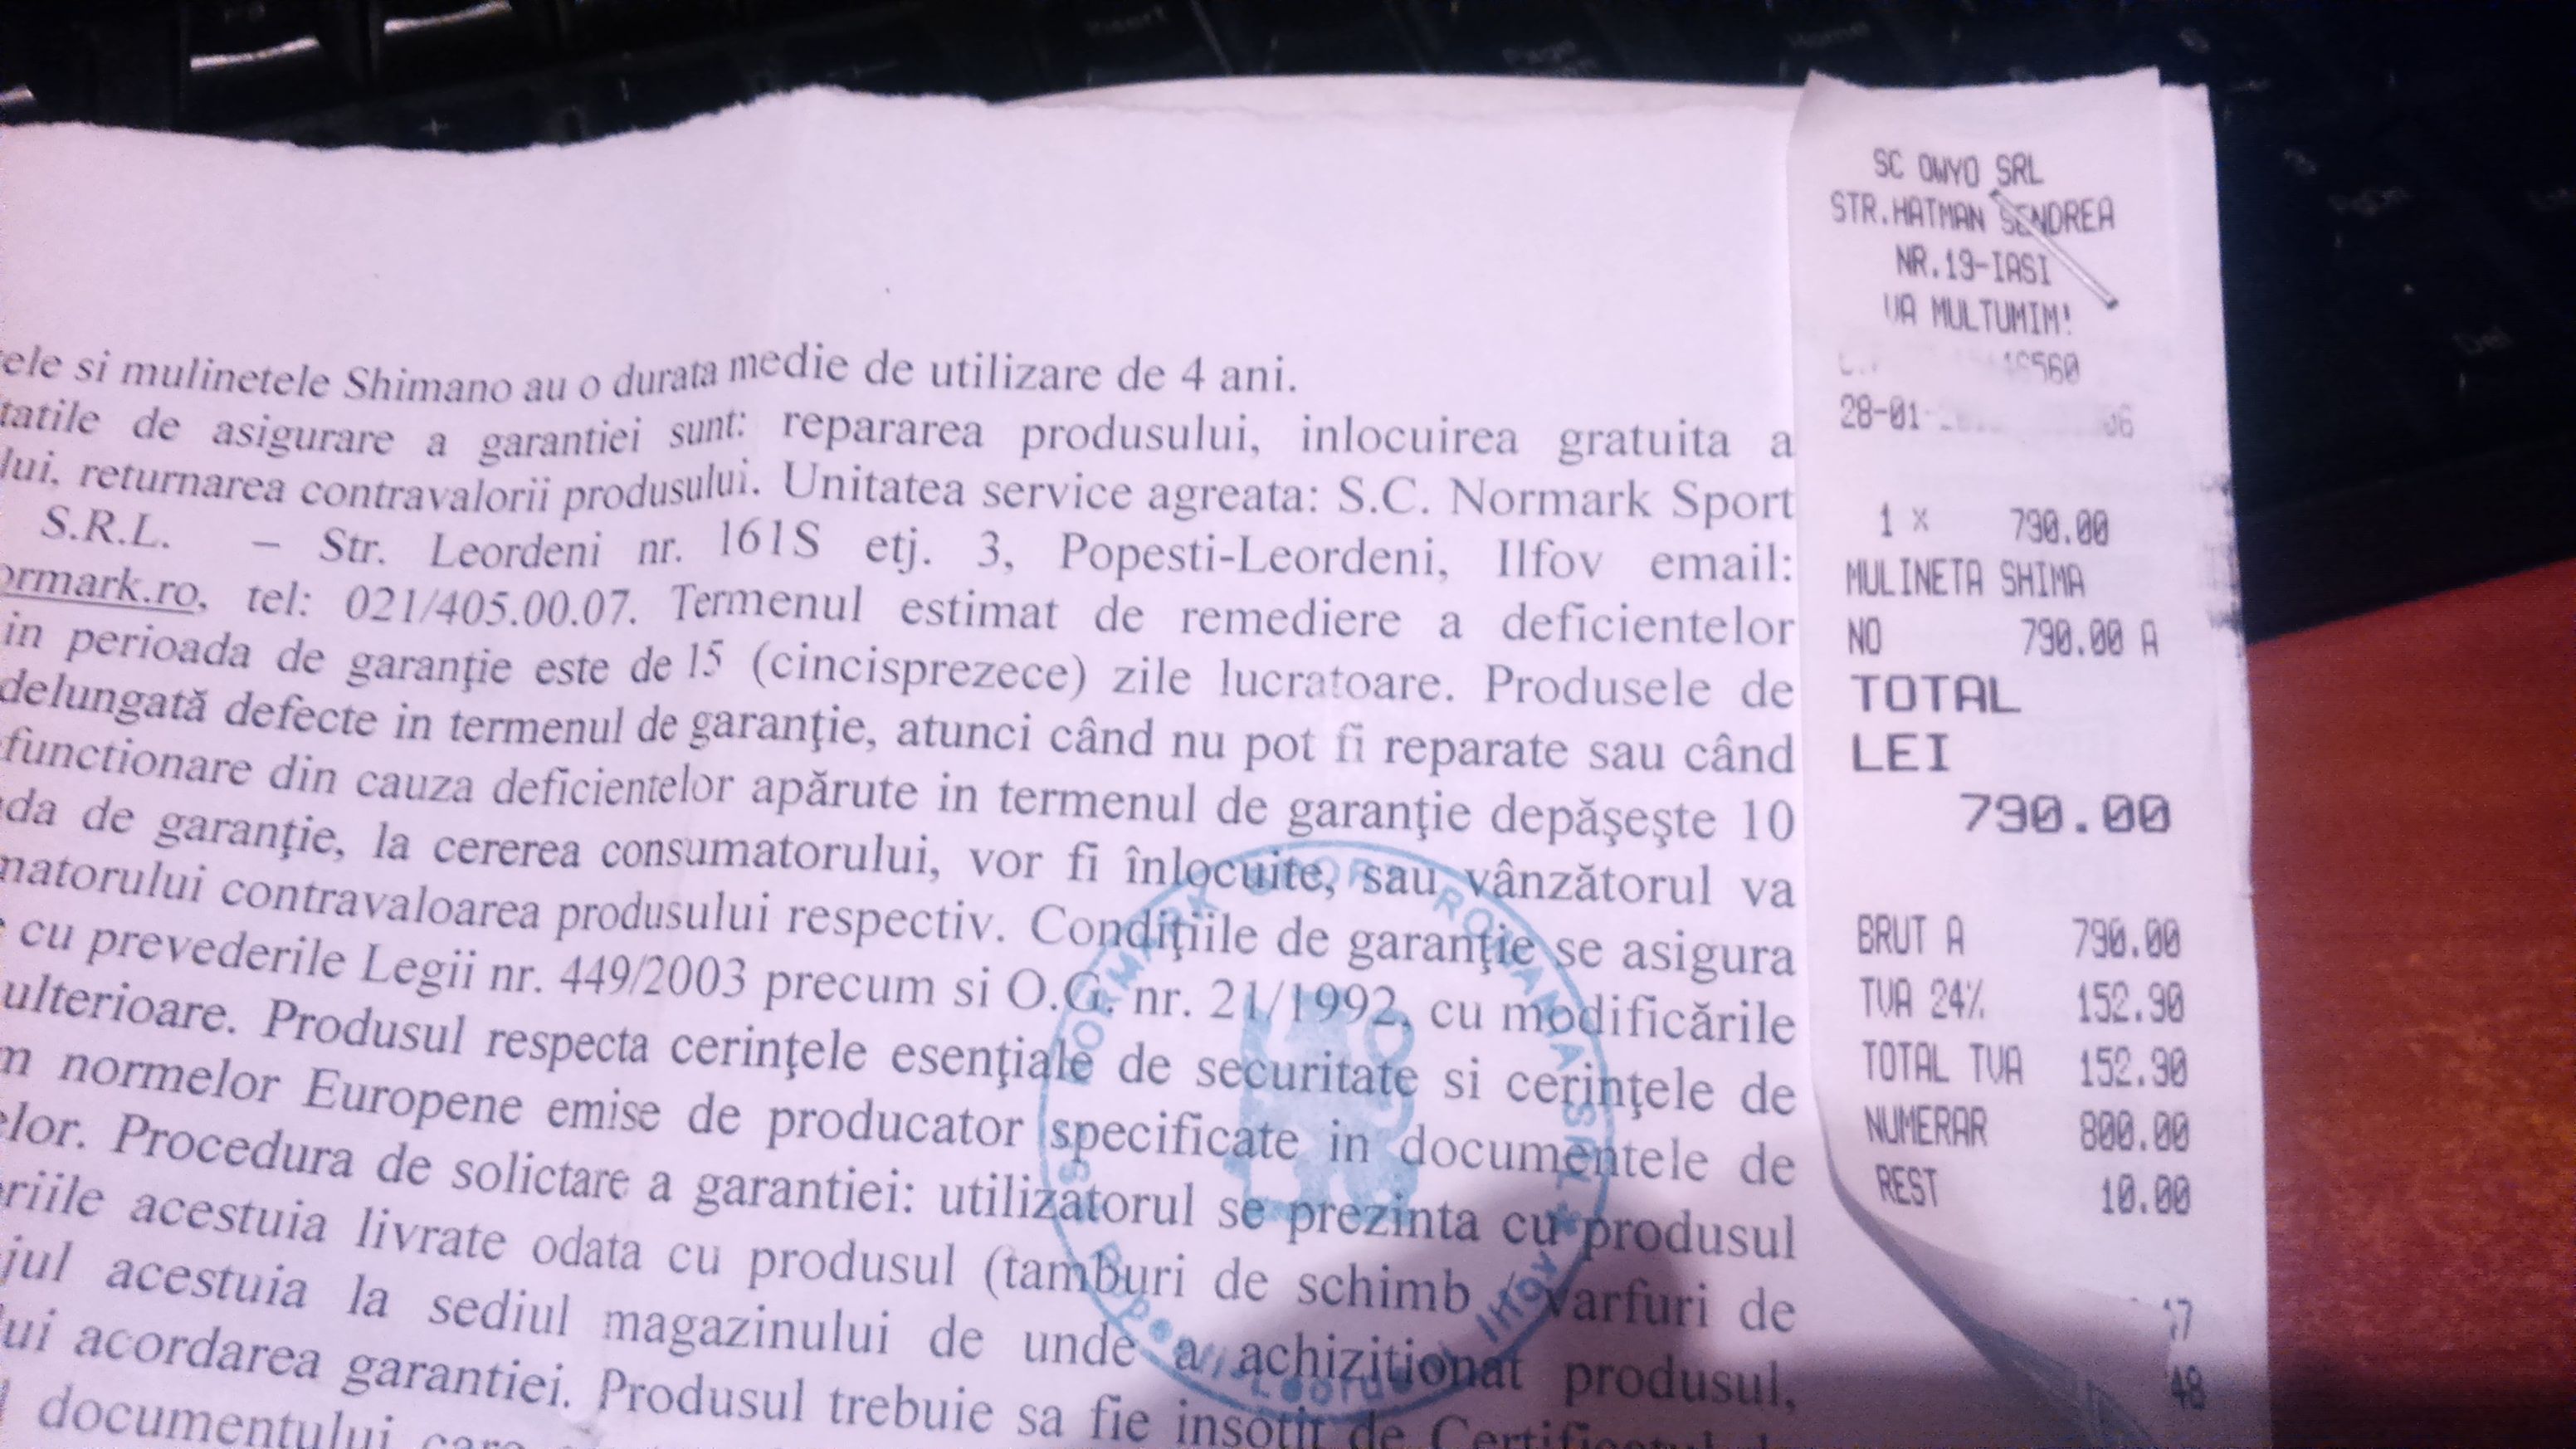 SC OWYO SRL
STR.HATMAN SENDREA
NR.19-IASI
VA MULTUMIM!
28-01
1 x 790.00
MULINETA SHIMA
NO 790.00 A
TOTAL
LEI
790.00
BRUT A 790.00
TVA 24% 152.90
TOTAL TVA 152.90
NUMERAR 800.00
REST 10.00
48
si mulinetele Shimano au o durata medie de utilizare de 4 ani.
de asigurare a garantiei sunt: repararea produsului, inlocuirea gratuita a
returnarea contravalorii produsului. Unitatea service agreata: S.C. Normark Sport
S.R.L. – Str. Leordeni nr. 161S etj. 3, Popesti-Leordeni, Ilfov email:
ormark.ro, tel: 021/405.00.07. Termenul estimat de remediere a deficientelor
in perioada de garanţie este de 15 (cincisprezece) zile lucratoare. Produsele de
delungată defecte in termenul de garanţie, atunci când nu pot fi reparate sau când
functionare din cauza deficientelor apărute in termenul de garanţie depăşeşte 10
da de garanţie, la cererea consumatorului, vor fi înlocuite, sau vânzătorul va
matorului contravaloarea produsului respectiv. Condiţiile de garanţie se asigura
cu prevederile Legii nr. 449/2003 precum si O.G. nr. 21/1992, cu modificările
ulterioare. Produsul respecta cerinţele esenţiale de securitate si cerinţele de
normelor Europene emise de producator specificate in documentele de
elor. Procedura de solictare a garantiei: utilizatorul se prezinta cu produsul
riile acestuia livrate odata cu produsul (tamburi de schimb, varfuri de
jul acestuia la sediul magazinului de unde a achizitionat produsul,
ui acordarea garantiei. Produsul trebuie sa fie insotit de
documentului
NORMARK SPORT ROMANIA SRL
Popesti-Leordeni Ilfov